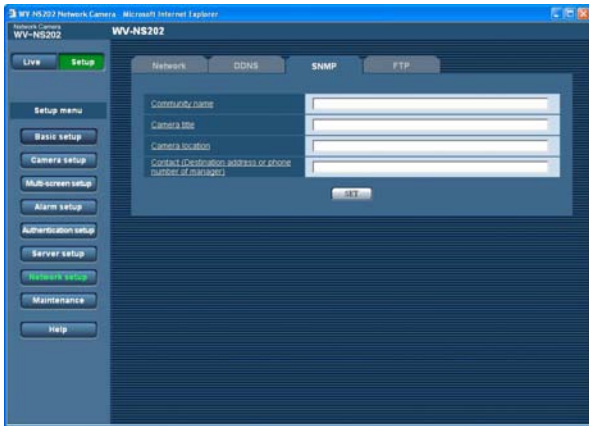 WV-NS202 Network Camera - Microsoft Internet Explorer
Network Camera
WV-NS202
WV-NS202
Live
Setup
Network
DDNS
SNMP
FTP
Setup menu
Basic setup
Camera setup
Multi-screen setup
Alarm setup
Authentication setup
Server setup
Network setup
Maintenance
Help
Community name
Camera title
Camera location
Contact (Destination address or phone
number of manager)
SET